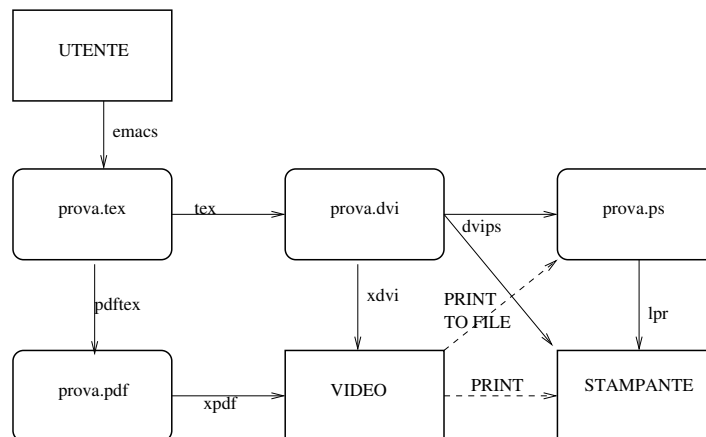 UTENTE
emacs
prova.tex
tex
prova.dvi
dvips
prova.ps
pdftex
xdvi
PRINT
TO FILE
lpr
prova.pdf
xpdf
VIDEO
PRINT
STAMPANTE